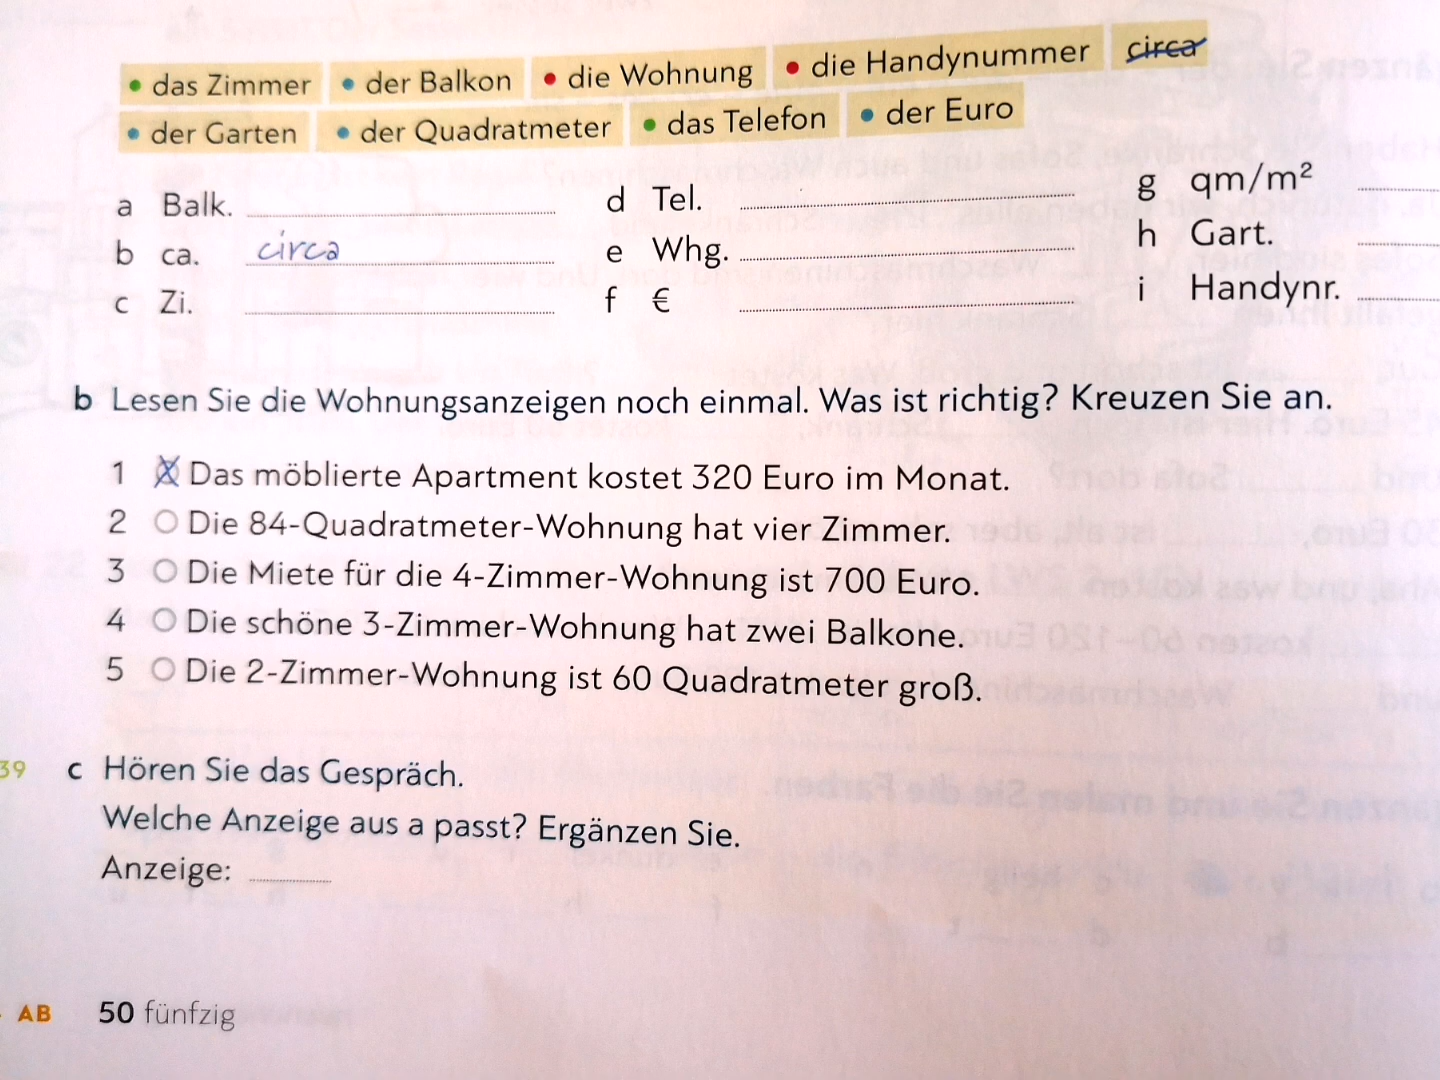 das Zimmer der Balkon die Wohnung die Handynummer circa
der Garten der Quadratmeter das Telefon der Euro
a Balk. d Tel. g qm/m²
b ca. circa e Whg. h Gart.
c Zi. f € i Handynr.
b Lesen Sie die Wohnungsanzeigen noch einmal. Was ist richtig? Kreuzen Sie an.
1 X Das möblierte Apartment kostet 320 Euro im Monat.
2 Die 84-Quadratmeter-Wohnung hat vier Zimmer.
3 Die Miete für die 4-Zimmer-Wohnung ist 700 Euro.
4 Die schöne 3-Zimmer-Wohnung hat zwei Balkone.
5 Die 2-Zimmer-Wohnung ist 60 Quadratmeter groß.
39 c Hören Sie das Gespräch.
Welche Anzeige aus a passt? Ergänzen Sie.
Anzeige:
AB 50 fünfzig